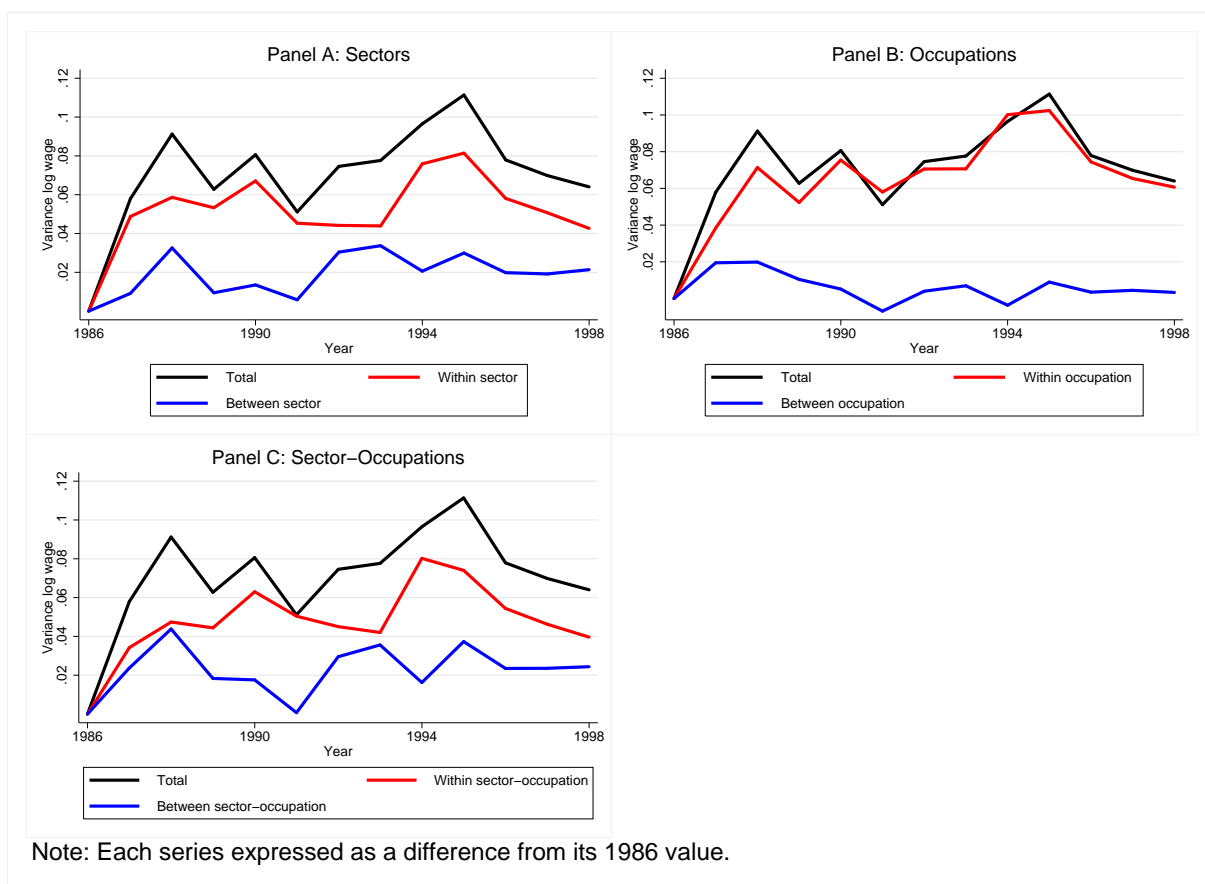 Panel A: Sectors
Variance log wage
.02 .04 .06 .08 .1 .12
1986 1990 1994 1998
Year
Total Within sector
Between sector
Panel B: Occupations
Variance log wage
.02 .04 .06 .08 .1 .12
1986 1990 1994 1998
Year
Total Within occupation
Between occupation
Panel C: Sector−Occupations
Variance log wage
.02 .04 .06 .08 .1 .12
1986 1990 1994 1998
Year
Total Within sector−occupation
Between sector−occupation
Note: Each series expressed as a difference from its 1986 value.